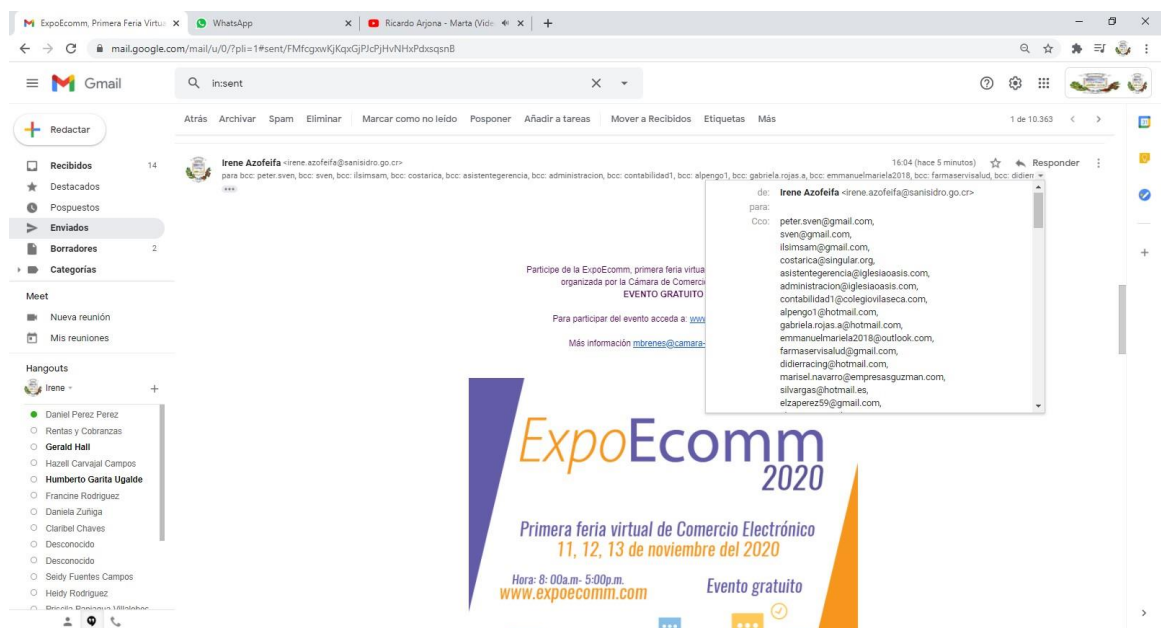 ExpoEcomm, Primera Feria Virtua
WhatsApp
Ricardo Arjona - Marta (Vide
mail.google.com/mail/u/0/?pli=1#sent/FMfcgxwKjKqxGjPJcPjHvNHxPdxsqsnB
Gmail
in:sent
Redactar
Atrás Archivar Spam Eliminar Marcar como no leído Posponer Añadir a tareas Mover a Recibidos Etiquetas Más
1 de 10.363
Recibidos 14
Destacados
Pospuestos
Enviados
Borradores 2
Categorías
Meet
Nueva reunión
Mis reuniones
Hangouts
Irene
Daniel Perez Perez
Rentas y Cobranzas
Gerald Hall
Hazell Carvajal Campos
Humberto Garita Ugalde
Francine Rodriguez
Daniela Zuñiga
Claribel Chaves
Desconocido
Desconocido
Seidy Fuentes Campos
Heidy Rodriguez
Irene Azofeifa <irene.azofeifa@sanisidro.go.cr>
16:04 (hace 5 minutos)
Responder
para bcc: peter.sven, bcc: sven, bcc: ilsimsam, bcc: costarica, bcc: asistentegerencia, bcc: administracion, bcc: contabilidad1, bcc: alpengo1, bcc: gabriela.rojas.a, bcc: emmanuelmariela2018, bcc: farmaservisalud, bcc: didierr
de: Irene Azofeifa <irene.azofeifa@sanisidro.go.cr>
para:
Cco: peter.sven@gmail.com,
sven@gmail.com,
ilsimsam@gmail.com,
costarica@singular.org,
asistentegerencia@iglesiaoasis.com,
administracion@iglesiaoasis.com,
contabilidad1@colegiovilaseca.com,
alpengo1@hotmail.com,
gabriela.rojas.a@hotmail.com,
emmanuelmariela2018@outlook.com,
farmaservisalud@gmail.com,
didierracing@hotmail.com,
marisel.navarro@empresasguzman.com,
silvargas@hotmail.es,
elzaperez59@gmail.com,
Participe de la ExpoEcomm, primera feria virtua
organizada por la Cámara de Comerci
EVENTO GRATUITO
Para participar del evento acceda a: www
Más información mbrenes@camara-
ExpoEcomm
2020
Primera feria virtual de Comercio Electrónico
11, 12, 13 de noviembre del 2020
Hora: 8: 00a.m- 5:00p.m.
www.expoecomm.com
Evento gratuito